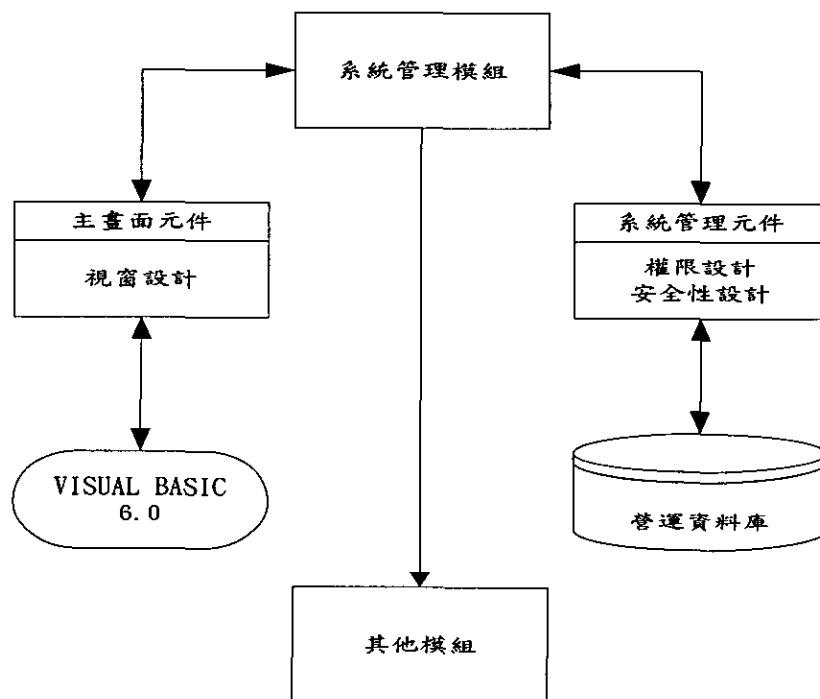 系統管理模組
主畫面元件
視窗設計
系統管理元件
權限設計
安全性設計
VISUAL BASIC
6.0
營運資料庫
其他模組